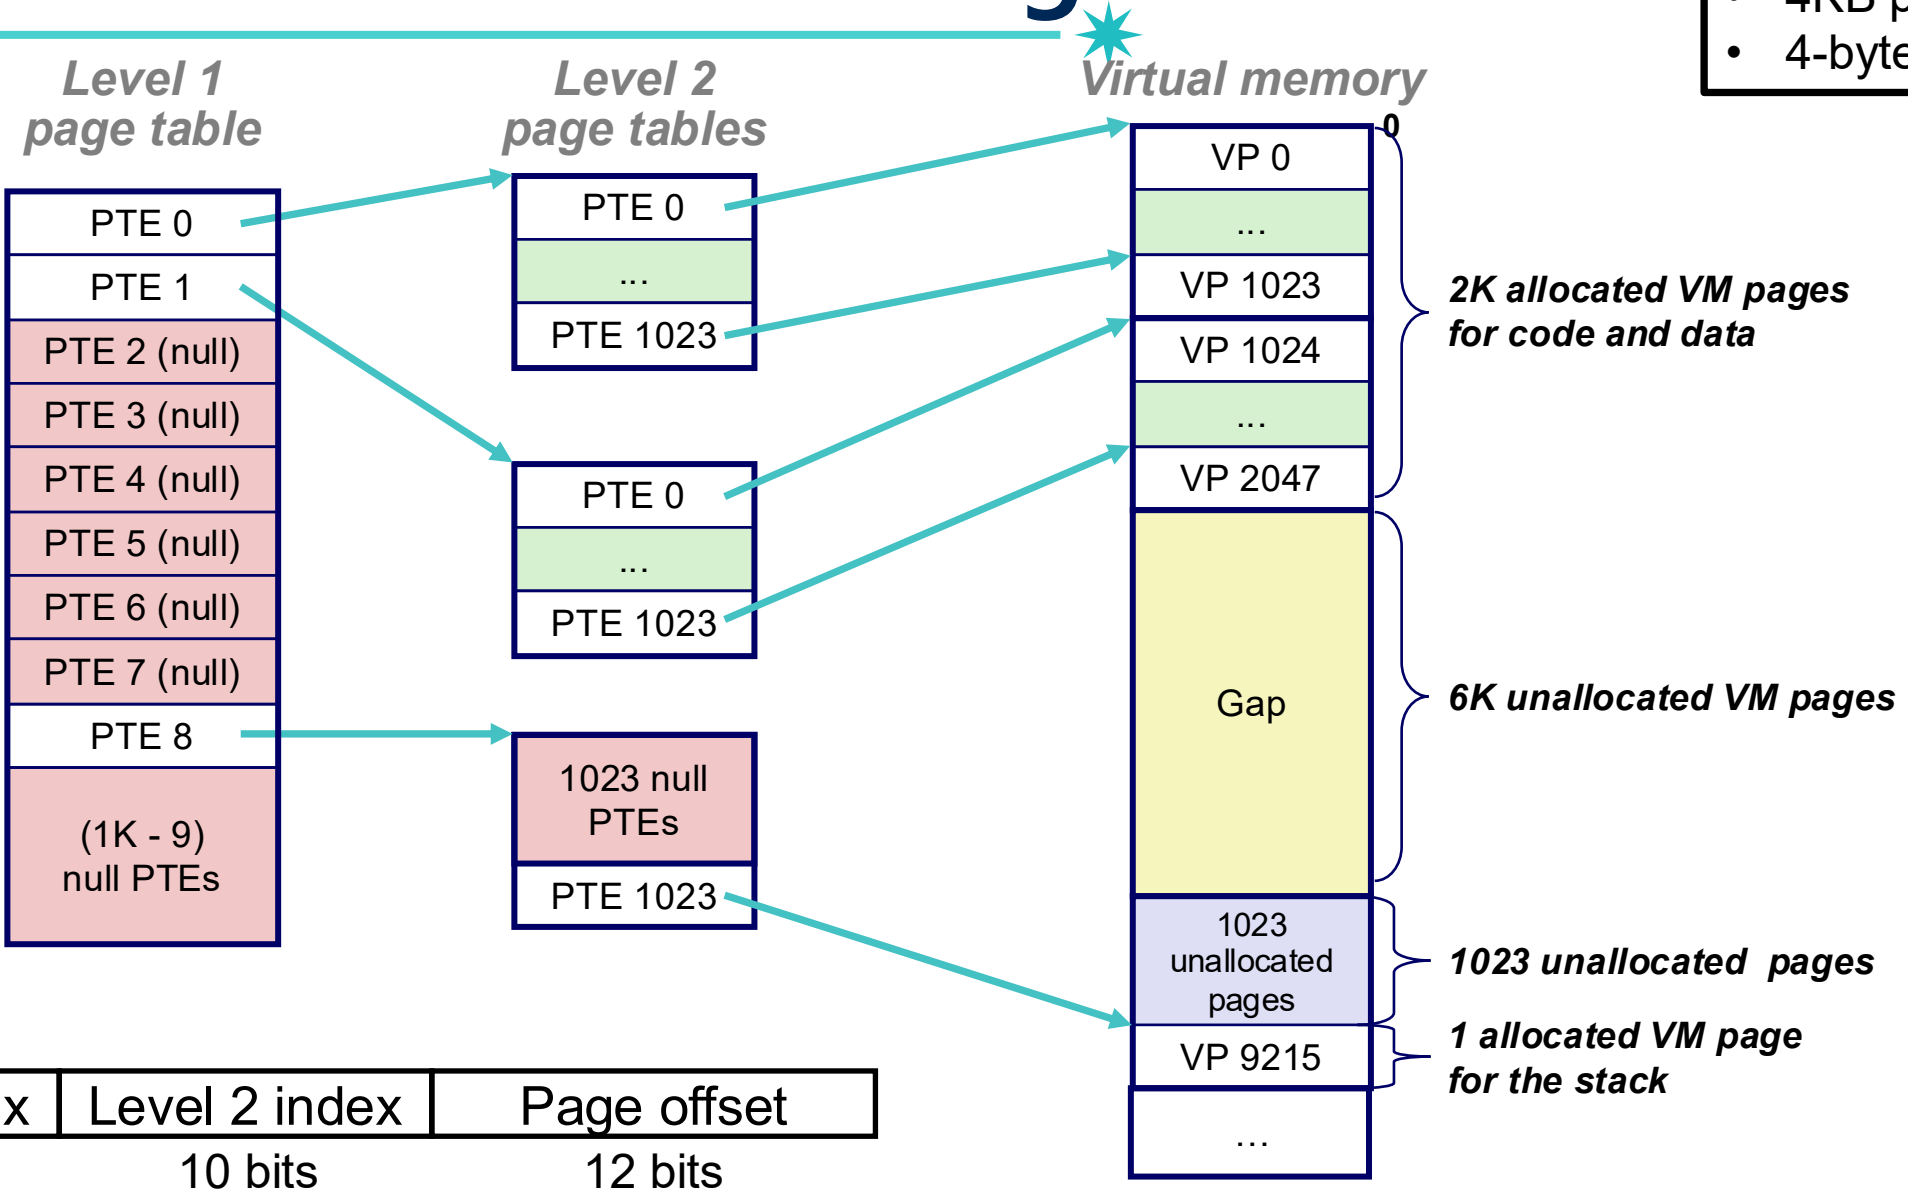 • 4KB p
• 4-byte
Level 1
page table
Level 2
page tables
Virtual memory
PTE 0
PTE 1
PTE 2 (null)
PTE 3 (null)
PTE 4 (null)
PTE 5 (null)
PTE 6 (null)
PTE 7 (null)
PTE 8
(1K - 9)
null PTEs
PTE 0
...
PTE 1023
PTE 0
...
PTE 1023
1023 null
PTEs
PTE 1023
0
VP 0
...
VP 1023
VP 1024
...
VP 2047
Gap
1023
unallocated
pages
VP 9215
...
2K allocated VM pages
for code and data
6K unallocated VM pages
1023 unallocated pages
1 allocated VM page
for the stack
x Level 2 index Page offset
10 bits 12 bits